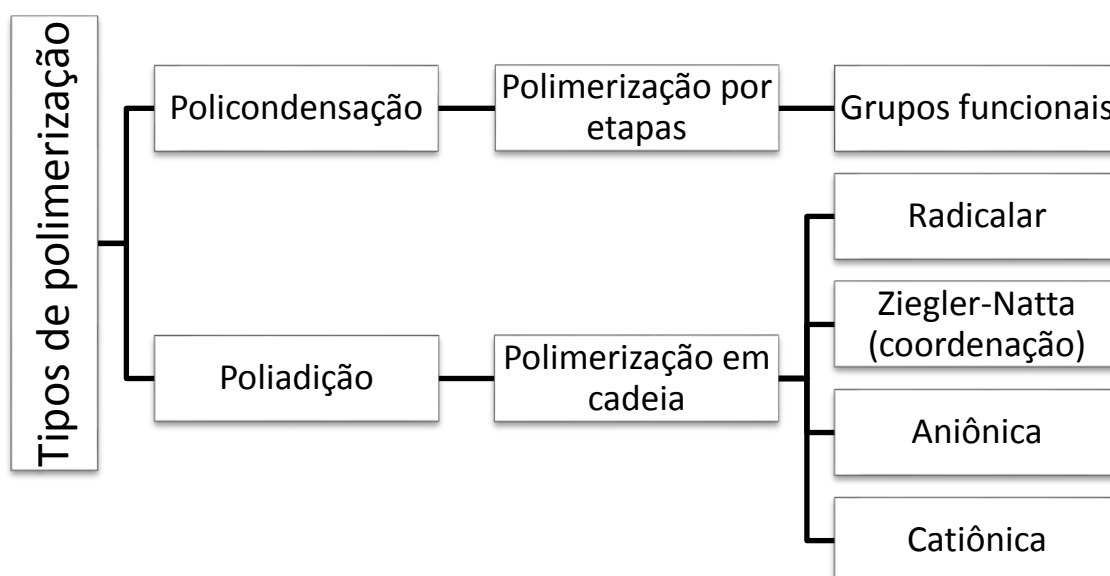 Tipos de polimerização
Policondensação
Polimerização por
etapas
Grupos funcionais
Poliadição
Polimerização em
cadeia
Radicalar
Ziegler-Natta
(coordenação)
Aniônica
Catiônica